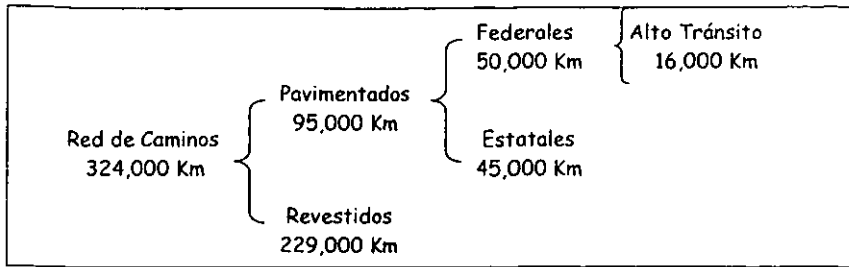 Federales
50,000 Km
Alto Tránsito
16,000 Km
Pavimentados
95,000 Km
Red de Caminos
324,000 Km
Estatales
45,000 Km
Revestidos
229,000 Km